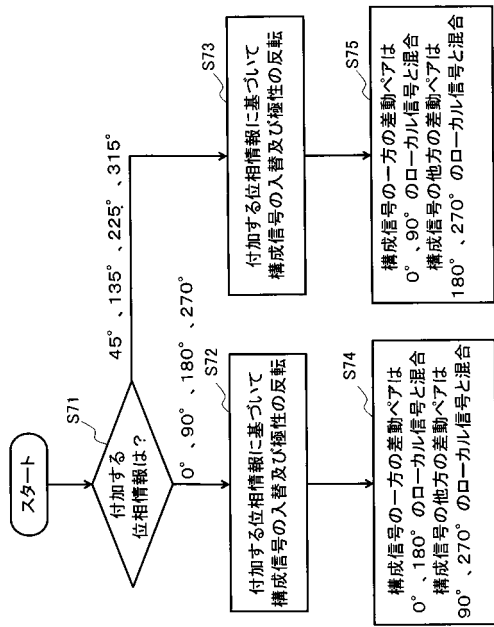 スタート
S71
付加する
位相情報は？
45°、135°、225°、315°
0°、90°、180°、270°
S72
付加する位相情報に基づいて
構成信号の入替及び極性の反転
S73
付加する位相情報に基づいて
構成信号の入替及び極性の反転
S74
構成信号の一方の差動ペアは
0°、180°のローカル信号と混合
構成信号の他方の差動ペアは
90°、270°のローカル信号と混合
S75
構成信号の一方の差動ペアは
0°、90°のローカル信号と混合
構成信号の他方の差動ペアは
180°、270°のローカル信号と混合